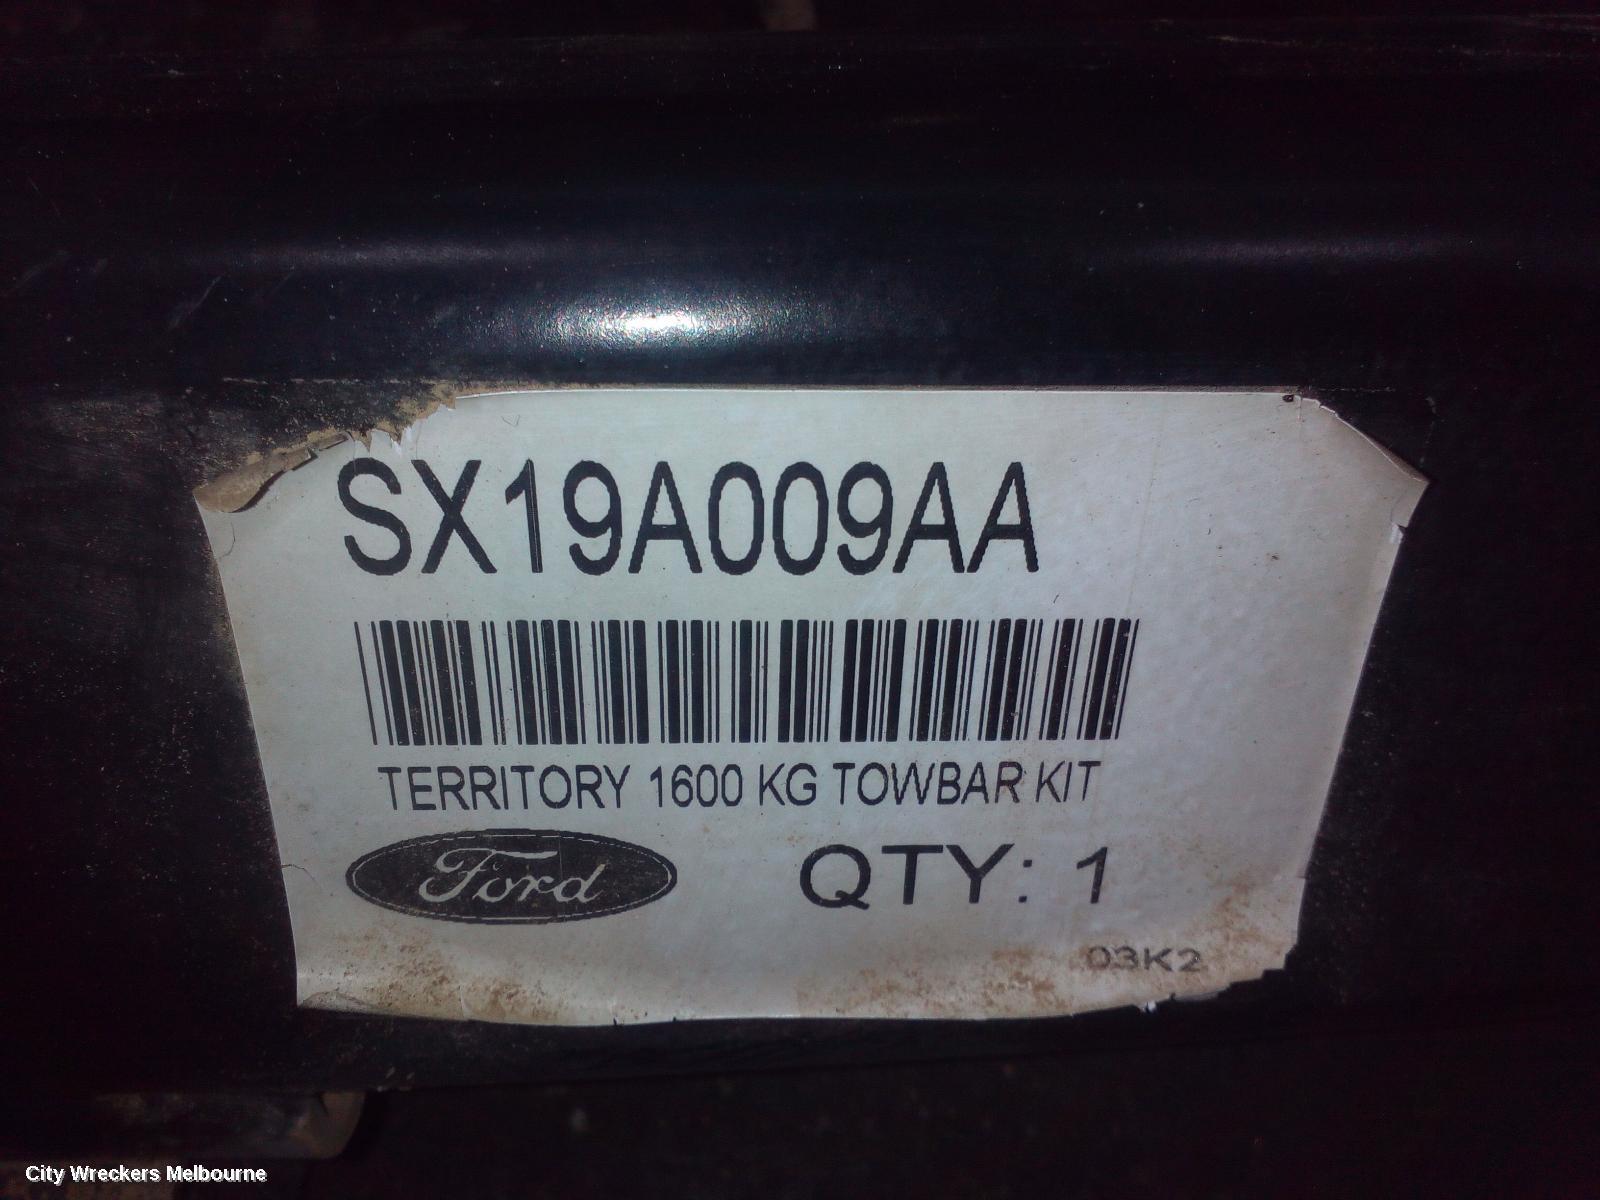 SX19A009AA
TERRITORY 1600 KG TOWBAR KIT
Ford
QTY: 1
03K2
City Wreckers Melbourne